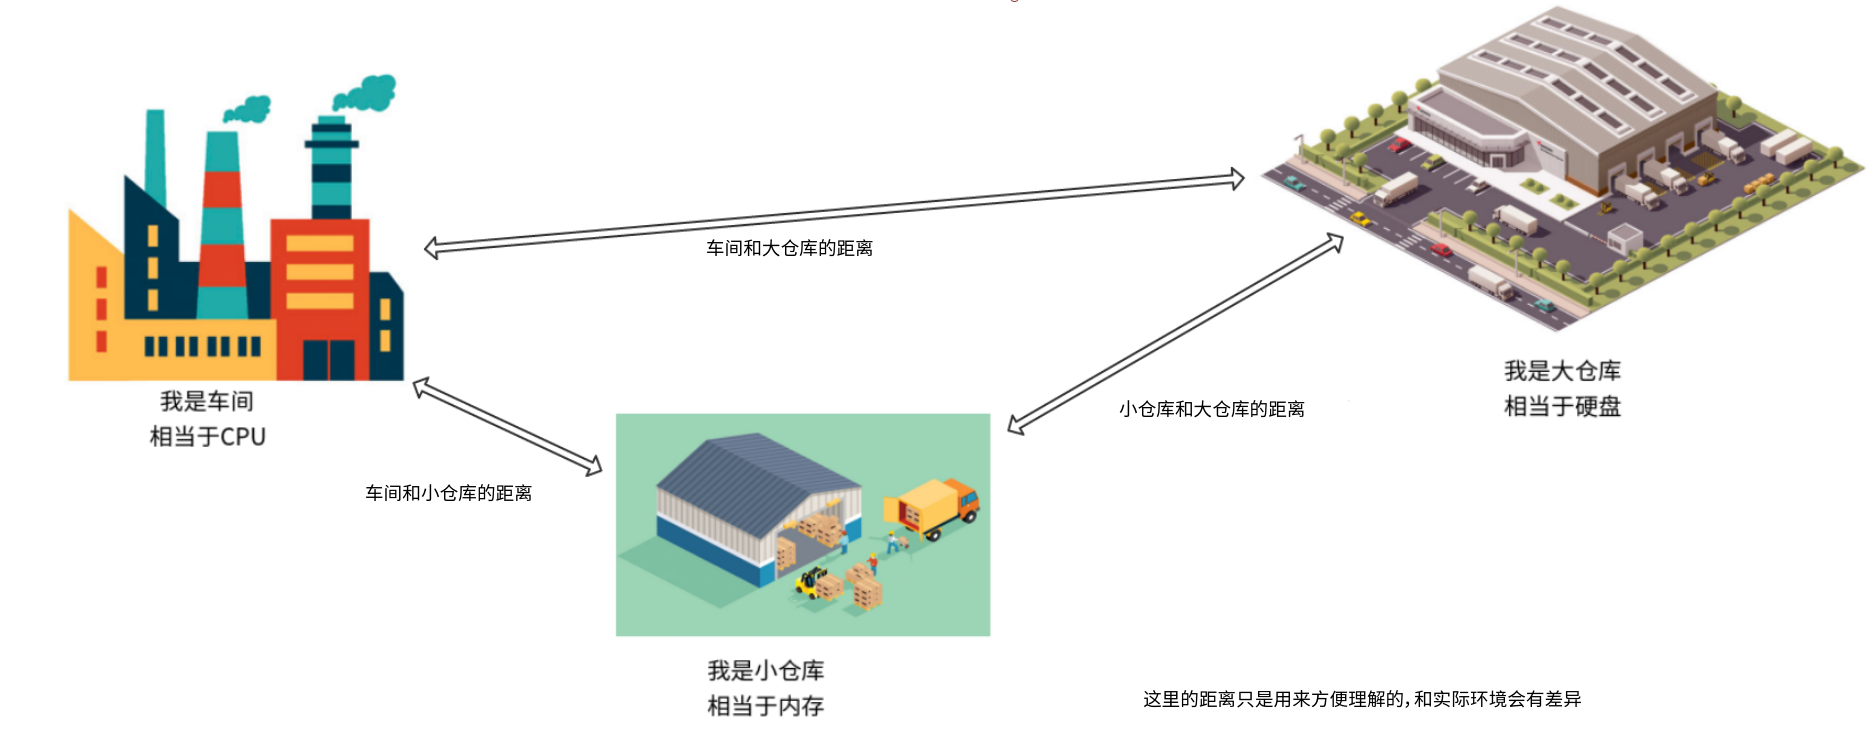 车间和大仓库的距离
我是大仓库
相当于硬盘
我是车间
相当于CPU
小仓库和大仓库的距离
车间和小仓库的距离
我是小仓库
相当于内存
这里的距离只是用来方便理解的,和实际环境会有差异